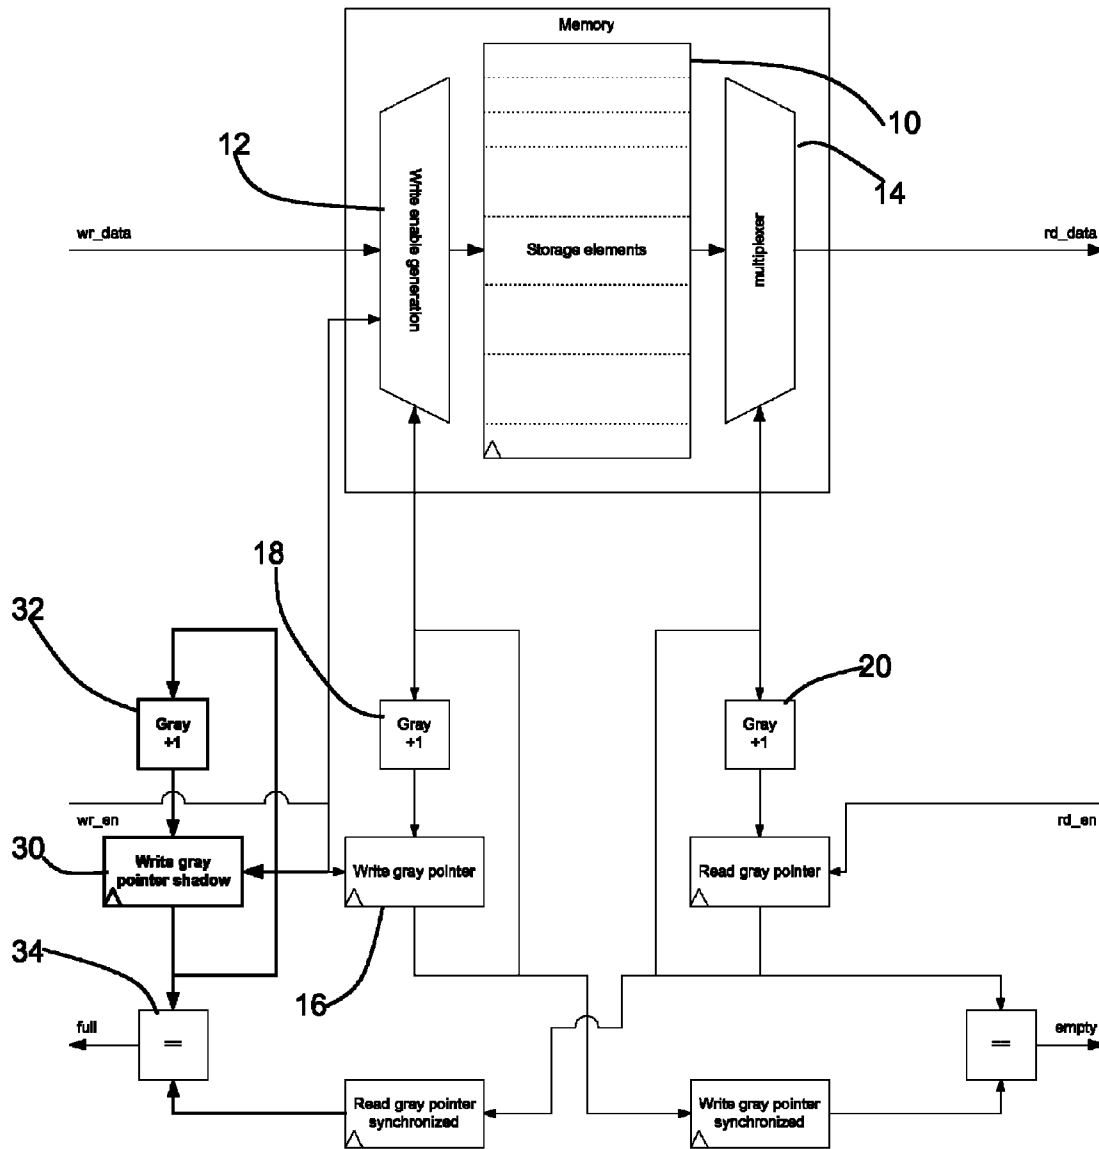 Memory
10
12
14
Write enable
generation
wr_data
Storage elements
multiplexer
rd_data
18
32
20
Gray
+1
Gray
+1
Gray
+1
wr_en
rd_en
30
Write gray
pointer shadow
Write gray pointer
Read gray pointer
34
16
full
==
==
empty
Read gray pointer
synchronized
Write gray pointer
synchronized